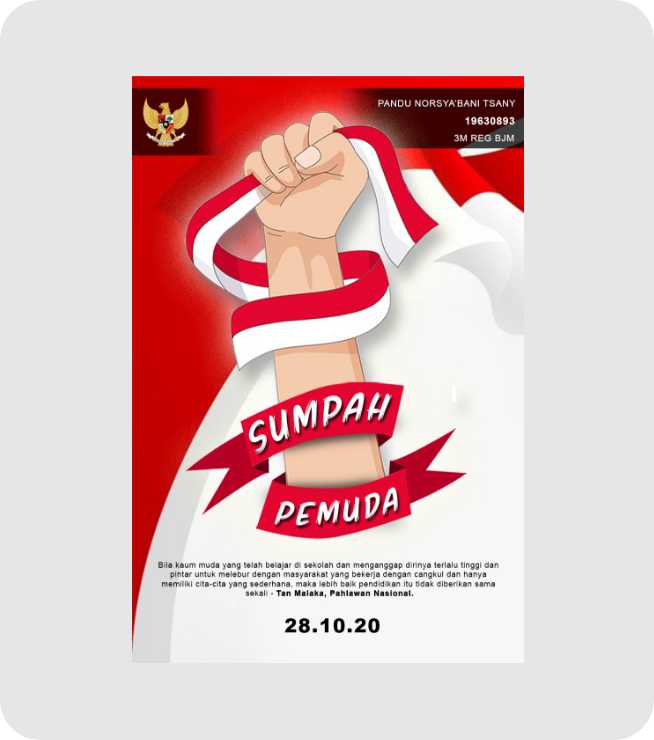 PANDU NORSYA'BANI TSANY
19630893
3M REG BJM
SUMPAH
PEMUDA
Bila kaum muda yang telah belajar di sekolah dan menganggap dirinya terlalu tinggi dan
pintar untuk melebur dengan masyarakat yang bekerja dengan cangkul dan hanya
memiliki cita-cita yang sederhana, maka lebih baik pendidikan itu tidak diberikan sama
sekali - Tan Malaka, Pahlawan Nasional.
28.10.20